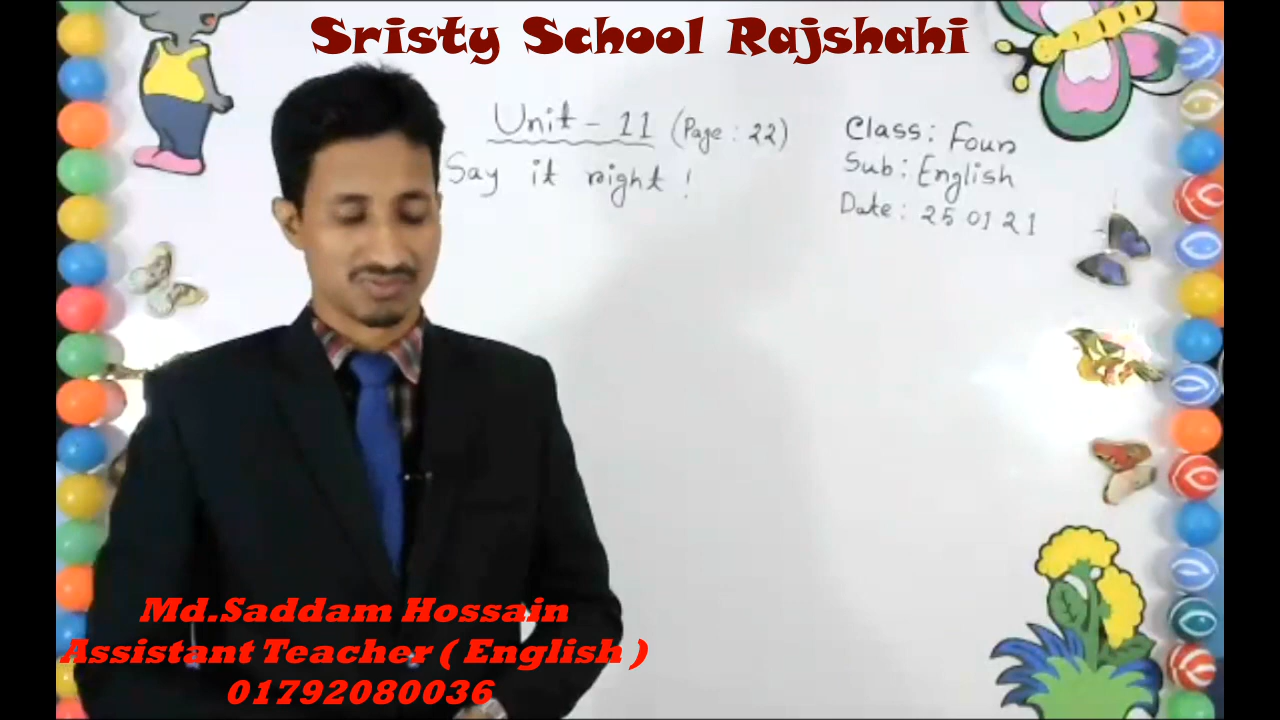 Sristy School Rajshahi
Unit - 11 (Page : 22)
Say it right !
Class: Four
Sub: English
Date: 25 01 21
Md.Saddam Hossain
Assistant Teacher ( English )
01792080036